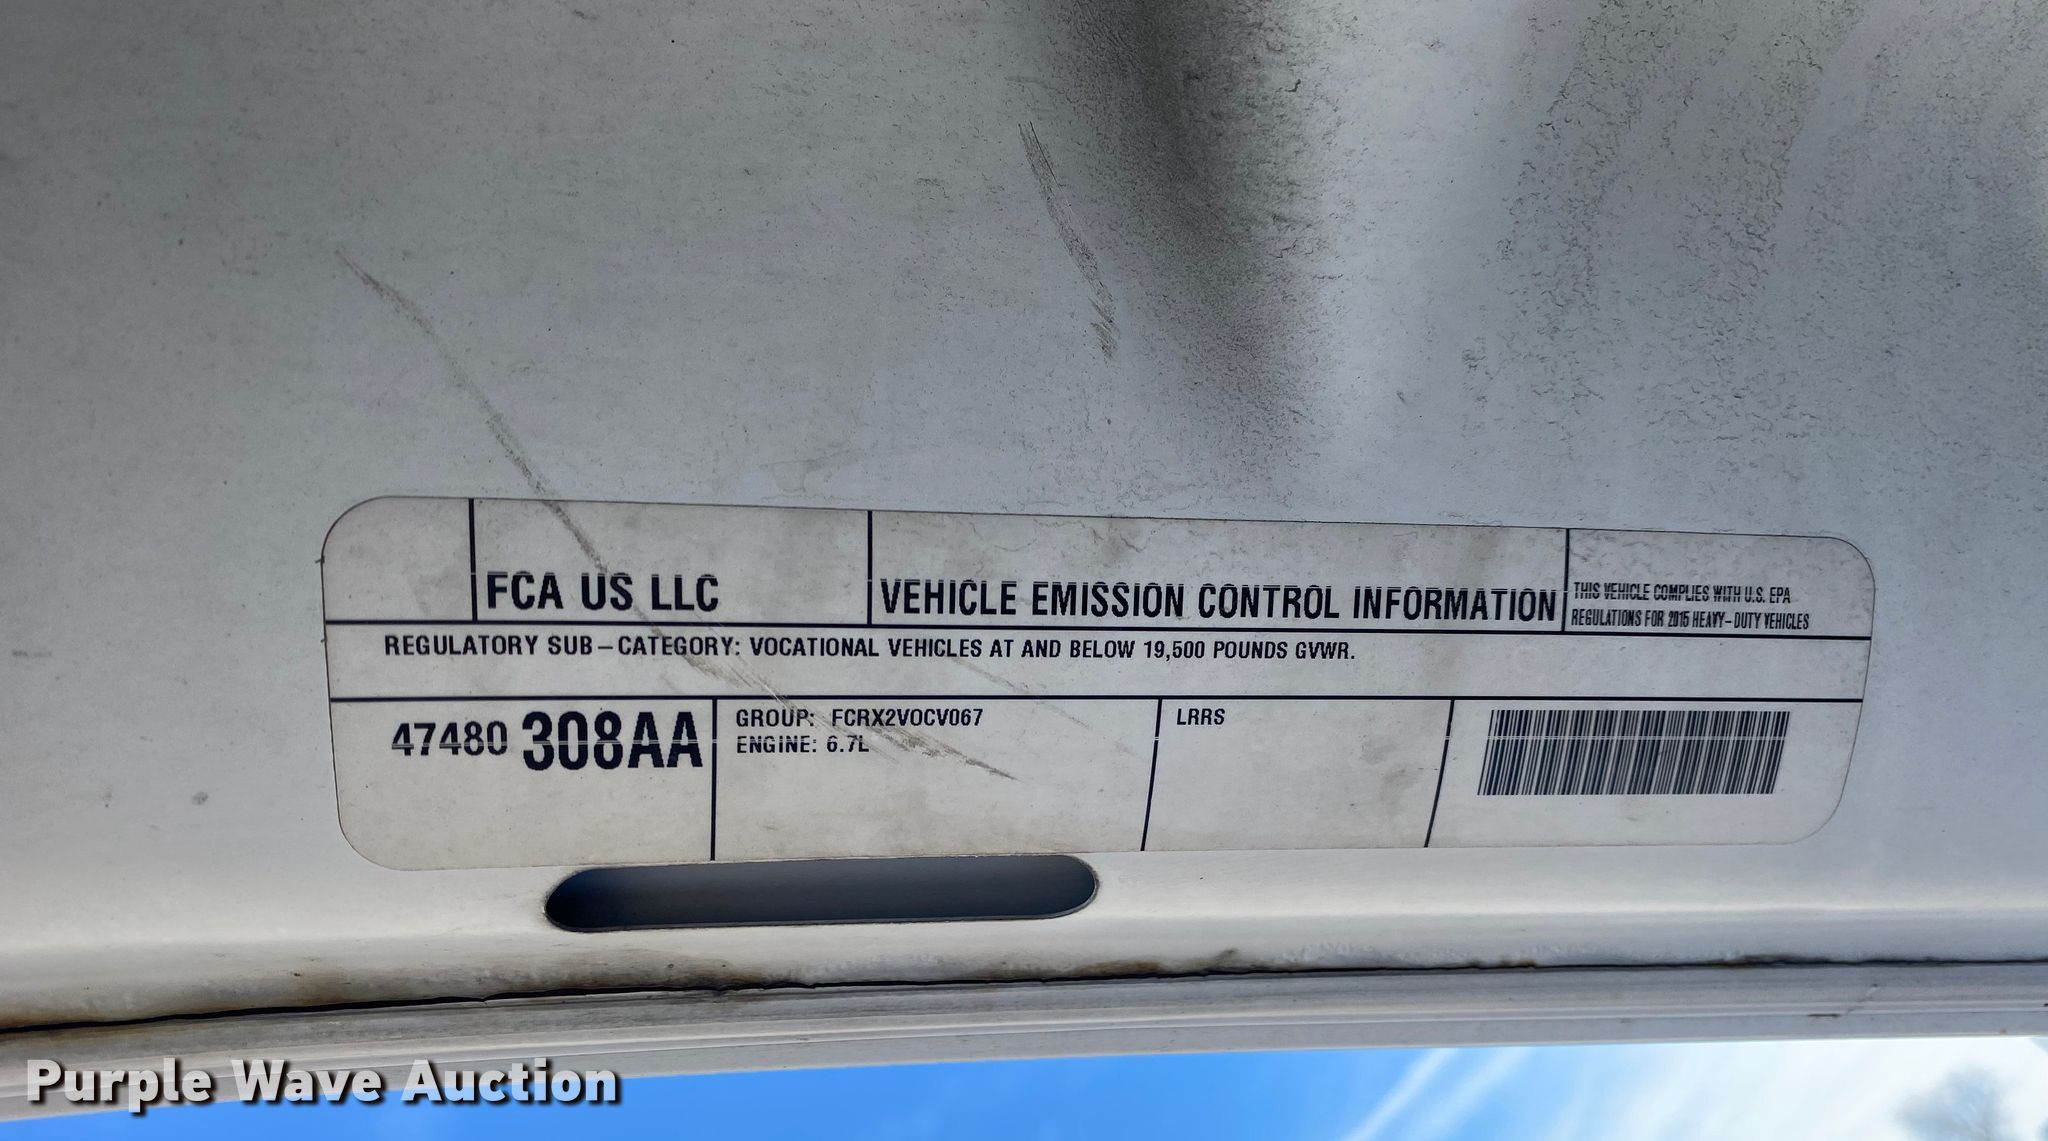 FCA US LLC
VEHICLE EMISSION CONTROL INFORMATION
THIS VEHICLE COMPLIES WITH U.S. EPA
REGULATIONS FOR 2015 HEAVY-DUTY VEHICLES
REGULATORY SUB-CATEGORY: VOCATIONAL VEHICLES AT AND BELOW 19,500 POUNDS GVWR.
47480 308AA
GROUP: FCRX2VOCV067
ENGINE: 6.7L
LRRS
Purple Wave Auction